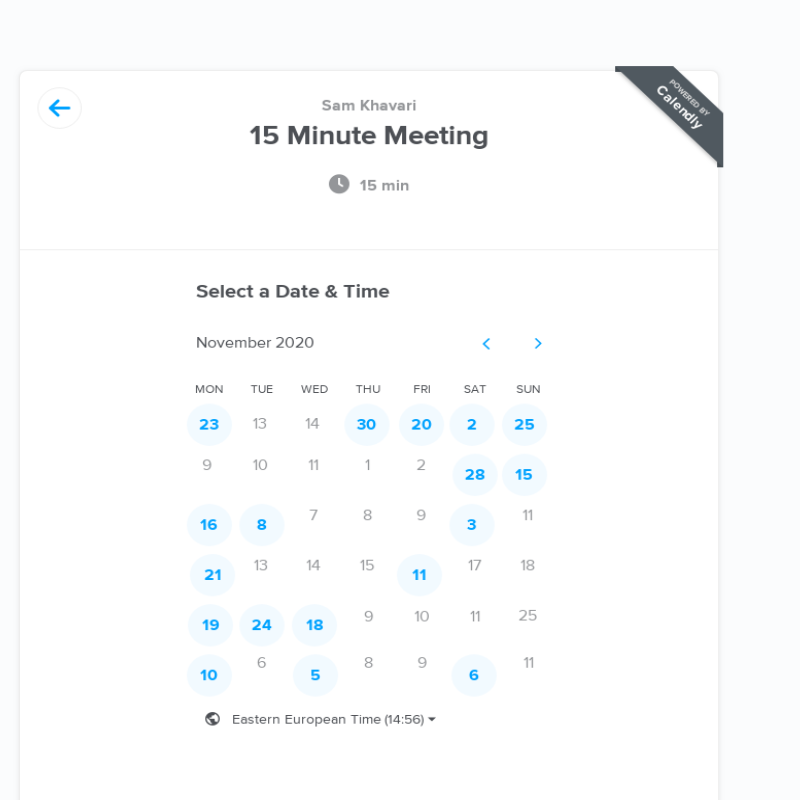 POWERED BY
Calendly
Sam Khavari
15 Minute Meeting
15 min
Select a Date & Time
November 2020
MON TUE WED THU FRI SAT SUN
23 13 14 30 20 2 25
9 10 11 1 2 28 15
16 8 7 8 9 3 11
21 13 14 15 11 17 18
19 24 18 9 10 11 25
10 6 5 8 9 6 11
Eastern European Time (14:56)